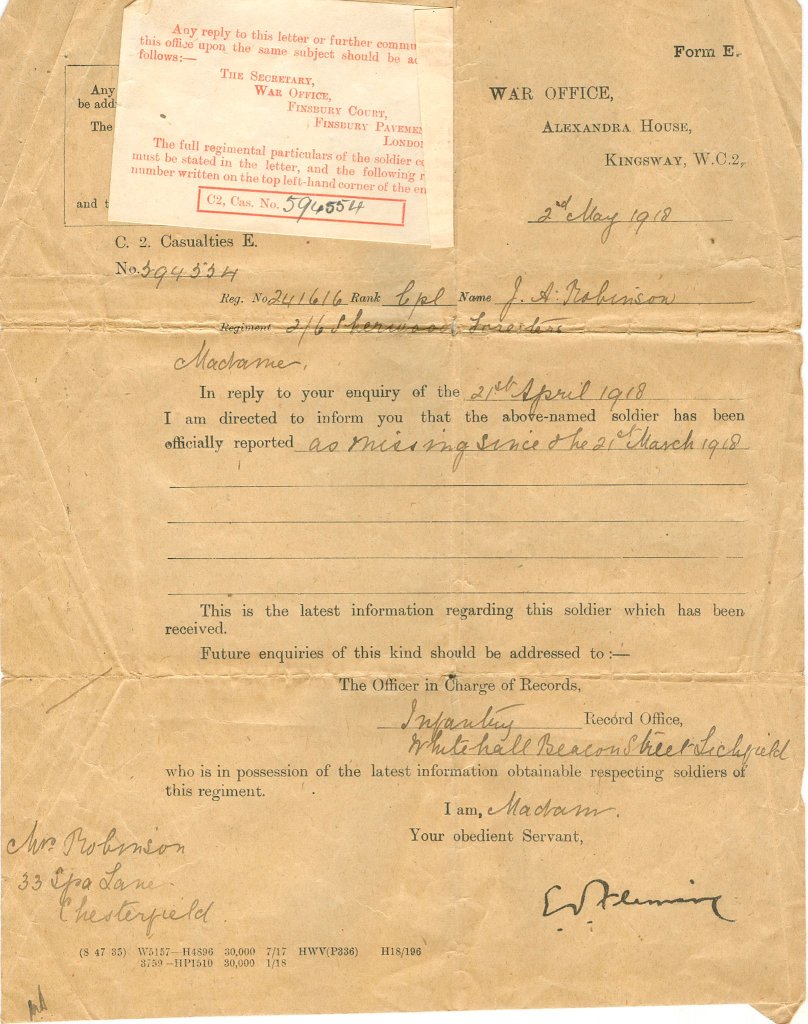 Any reply to this letter or further commu
this office upon the same subject should be ad
follows:—
THE SECRETARY,
WAR OFFICE,
FINSBURY COURT,
FINSBURY PAVEME
LONDO
The full regimental particulars of the soldier c
must be stated in the letter, and the following r
number written on the top left-hand corner of the en
C2, Cas. No. 594554
Any
be add
The
and t
Form E.
WAR OFFICE,
ALEXANDRA HOUSE,
KINGSWAY, W.C.2,
2nd May 1918
C. 2. Casualties E.
No. 594554
Reg. No 241616 Rank Cpl Name J. A. Robinson
Regiment 2/6 Sherwood Foresters
Madame,
In reply to your enquiry of the 21st April 1918
I am directed to inform you that the above-named soldier has been
officially reported as missing since the 21st March 1918
This is the latest information regarding this soldier which has been
received.
Future enquiries of this kind should be addressed to :—
The Officer in Charge of Records,
Infantry Record Office,
Whitehall Beacon Street Lichfield
who is in possession of the latest information obtainable respecting soldiers of
this regiment.
I am, Madam.
Your obedient Servant,
Mrs Robinson
33 Spa Lane
Chesterfield.
Fleming
(8 47 35) W5157—H4896 30,000 7/17 HWV(P336) H18/196
3759—HP1510 30,000 1/18